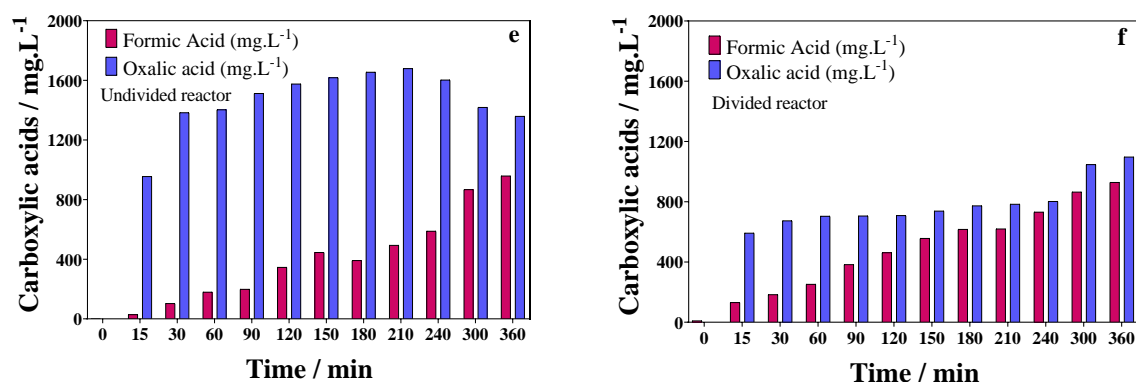 e
Formic Acid (mg.L⁻¹)
Oxalic acid (mg.L⁻¹)
Undivided reactor
Carboxylic acids / mg.L⁻¹
2000
1600
1200
800
400
0
0 15 30 60 90 120 150 180 210 240 300 360
Time / min
f
Formic Acid (mg.L⁻¹)
Oxalic acid (mg.L⁻¹)
Divided reactor
Carboxylic acids / mg.L⁻¹
2000
1600
1200
800
400
0
0 15 30 60 90 120 150 180 210 240 300 360
Time / min